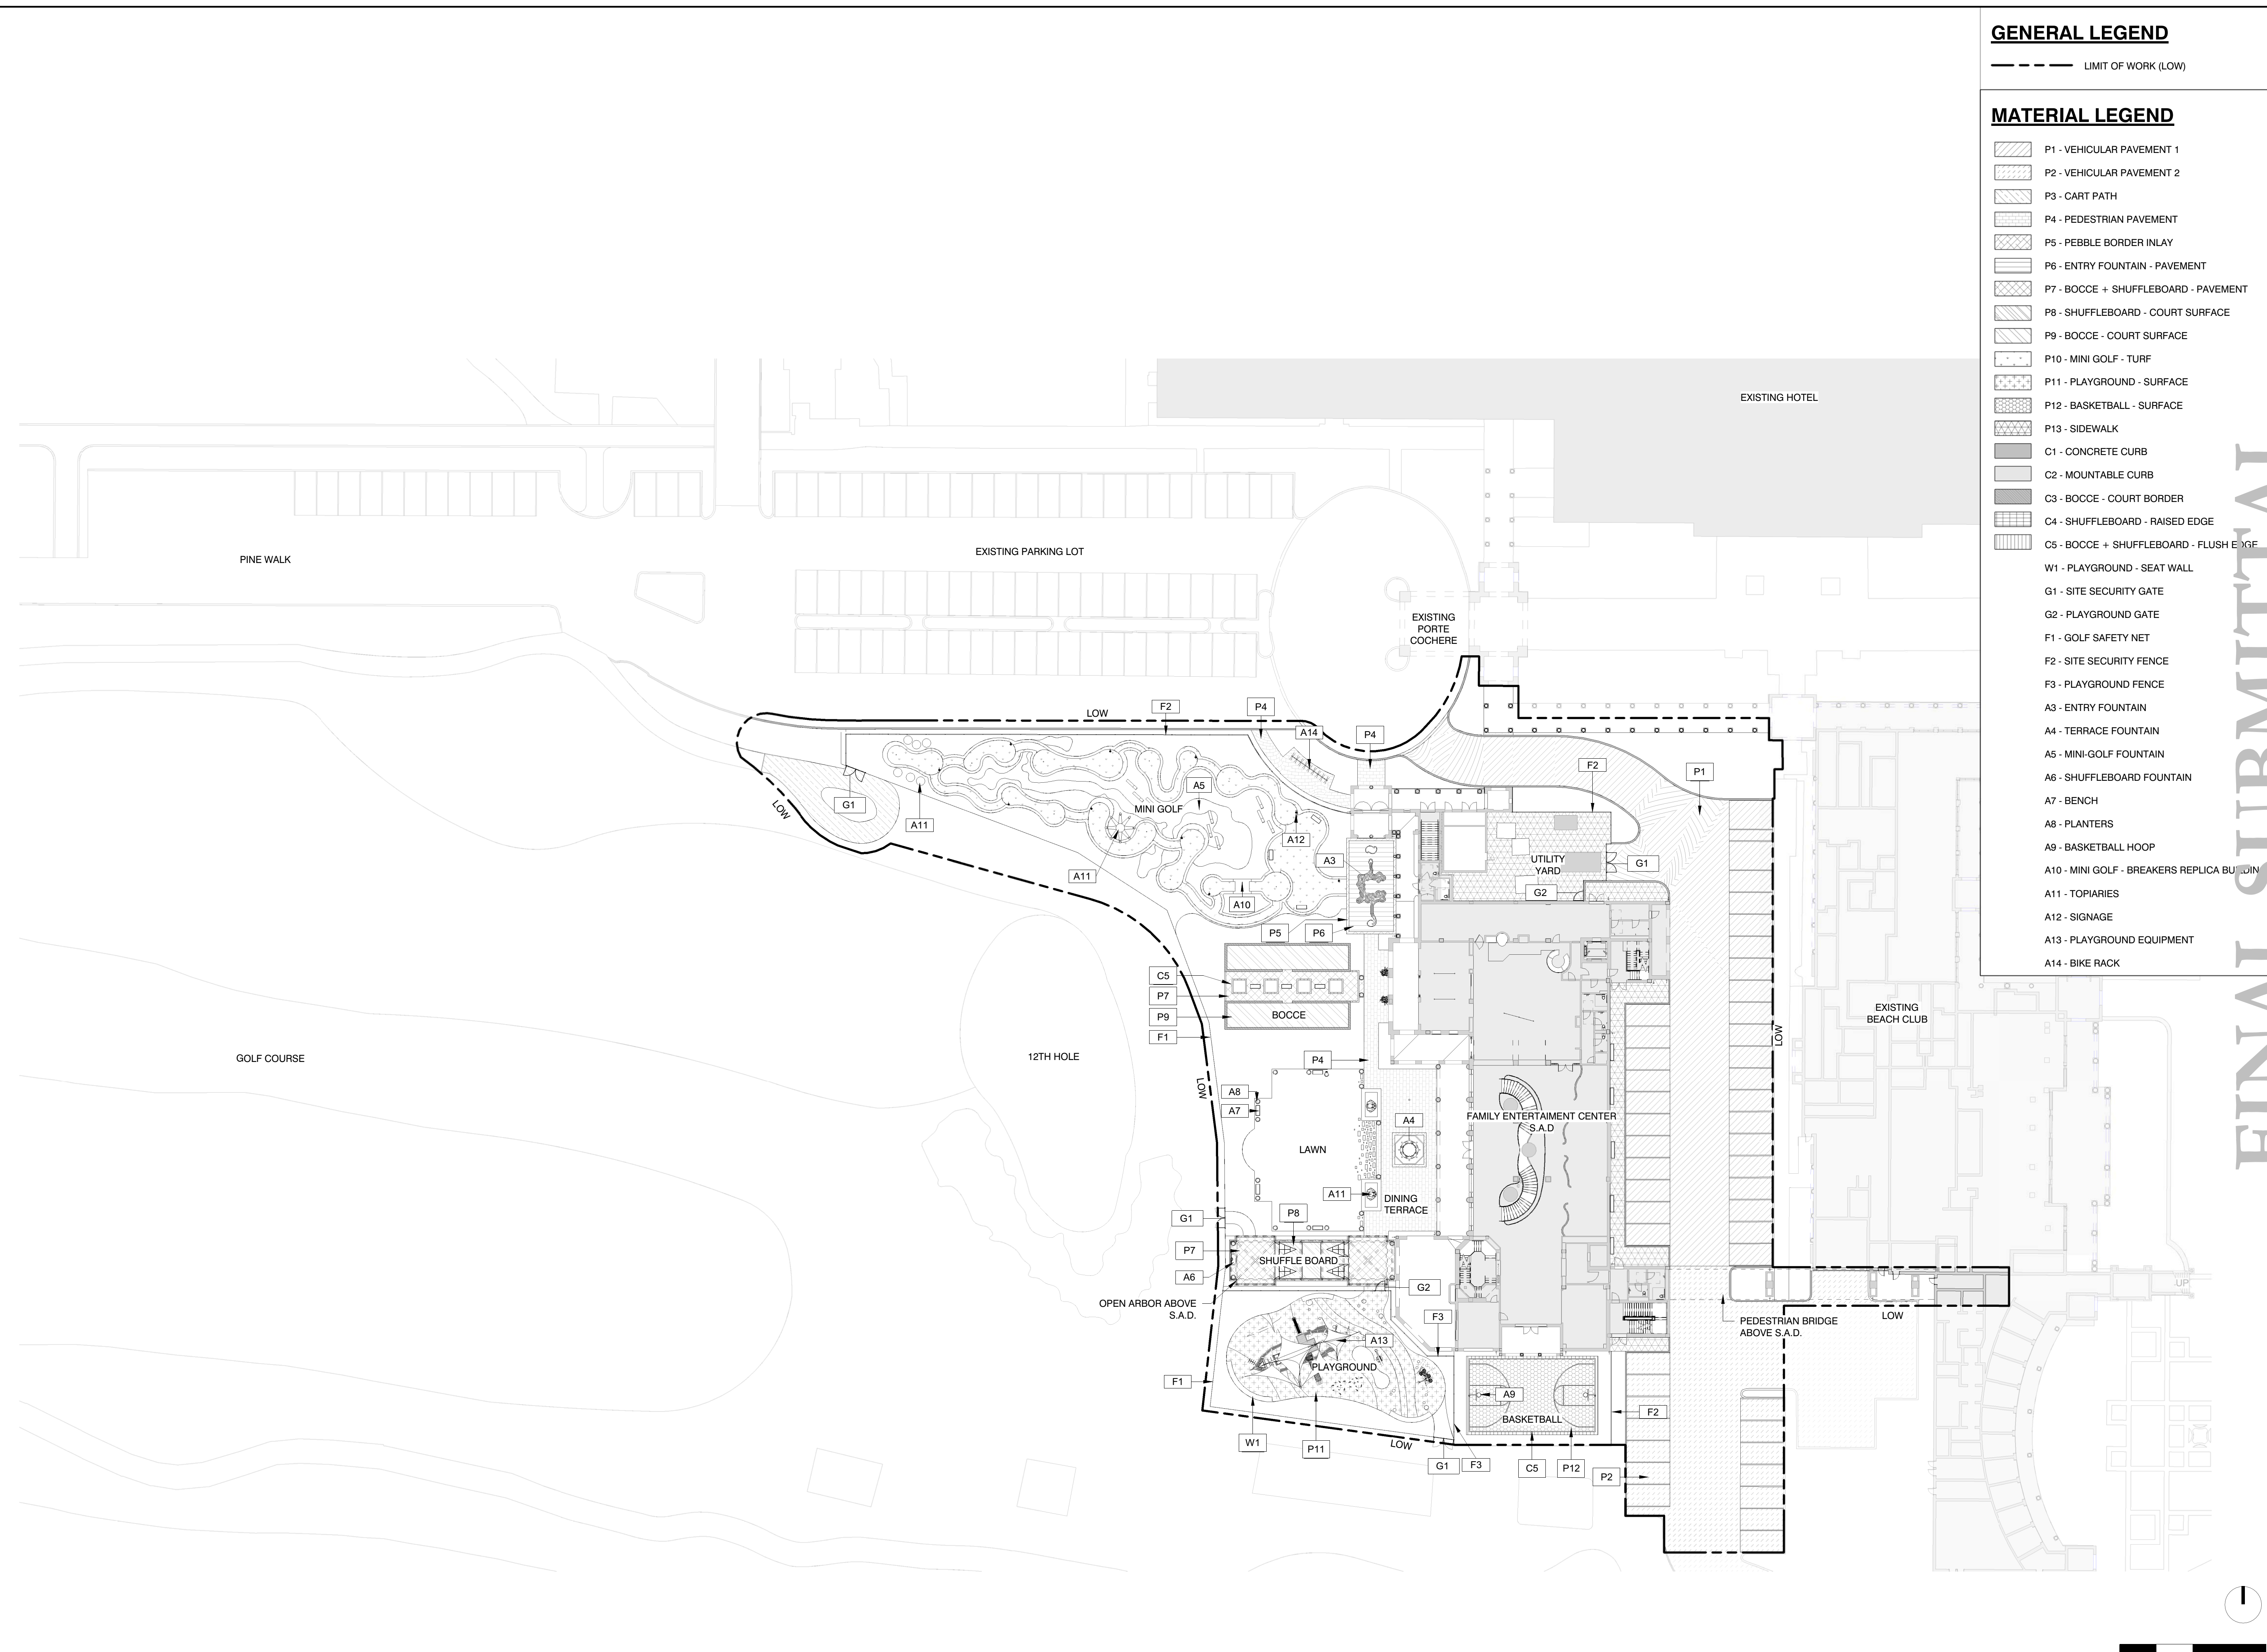 GENERAL LEGEND
LIMIT OF WORK (LOW)
MATERIAL LEGEND
P1 - VEHICULAR PAVEMENT 1
P2 - VEHICULAR PAVEMENT 2
P3 - CART PATH
P4 - PEDESTRIAN PAVEMENT
P5 - PEBBLE BORDER INLAY
P6 - ENTRY FOUNTAIN - PAVEMENT
P7 - BOCCE + SHUFFLEBOARD - PAVEMENT
P8 - SHUFFLEBOARD - COURT SURFACE
P9 - BOCCE - COURT SURFACE
P10 - MINI GOLF - TURF
P11 - PLAYGROUND - SURFACE
P12 - BASKETBALL - SURFACE
P13 - SIDEWALK
C1 - CONCRETE CURB
C2 - MOUNTABLE CURB
C3 - BOCCE - COURT BORDER
C4 - SHUFFLEBOARD - RAISED EDGE
C5 - BOCCE + SHUFFLEBOARD - FLUSH EDGE
W1 - PLAYGROUND - SEAT WALL
G1 - SITE SECURITY GATE
G2 - PLAYGROUND GATE
F1 - GOLF SAFETY NET
F2 - SITE SECURITY FENCE
F3 - PLAYGROUND FENCE
A3 - ENTRY FOUNTAIN
A4 - TERRACE FOUNTAIN
A5 - MINI-GOLF FOUNTAIN
A6 - SHUFFLEBOARD FOUNTAIN
A7 - BENCH
A8 - PLANTERS
A9 - BASKETBALL HOOP
A10 - MINI GOLF - BREAKERS REPLICA BUILDIN
A11 - TOPIARIES
A12 - SIGNAGE
A13 - PLAYGROUND EQUIPMENT
A14 - BIKE RACK
EXISTING HOTEL
PINE WALK
EXISTING PARKING LOT
EXISTING
PORTE
COCHERE
LOW
F2
P4
A14
P4
F2
P1
G1
A11
LOW
A5
MINI GOLF
A12
A11
A10
A3
UTILITY
YARD
G1
G2
P5
P6
C5
P7
P9
BOCCE
F1
EXISTING
BEACH CLUB
LOW
GOLF COURSE
12TH HOLE
P4
LOW
A8
A7
LAWN
A4
FAMILY ENTERTAIMENT CENTER
S.A.D
A11
DINING
TERRACE
G1
P8
P7
SHUFFLE BOARD
A6
G2
OPEN ARBOR ABOVE
S.A.D.
F3
A13
PLAYGROUND
F1
A9
BASKETBALL
F2
W1
P11
LOW
G1
F3
C5
P12
P2
PEDESTRIAN BRIDGE
ABOVE S.A.D.
LOW
UP